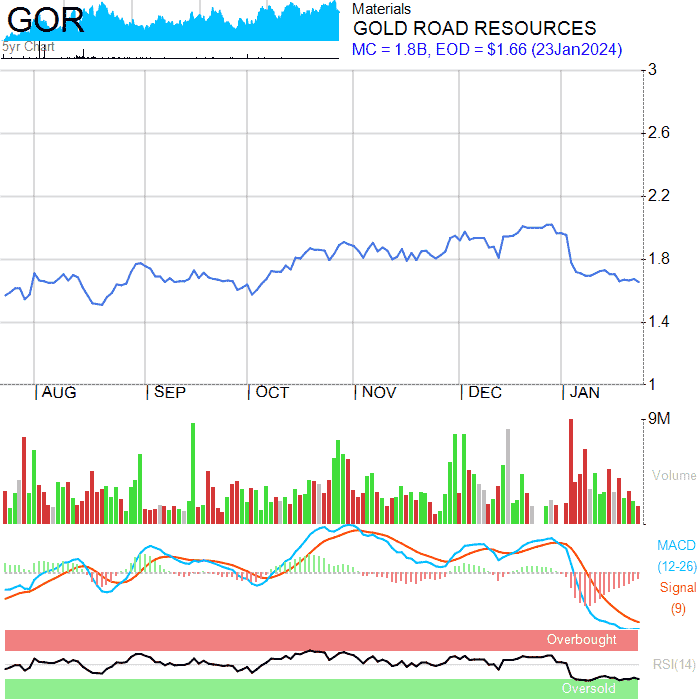 GOR
5yr Chart
Materials
GOLD ROAD RESOURCES
MC = 1.8B, EOD = $1.66 (23Jan2024)
3
2.6
2.2
1.8
1.4
1
AUG SEP OCT NOV DEC JAN
9M
Volume
MACD
(12-26)
Signal
(9)
Overbought
RSI(14)
Oversold